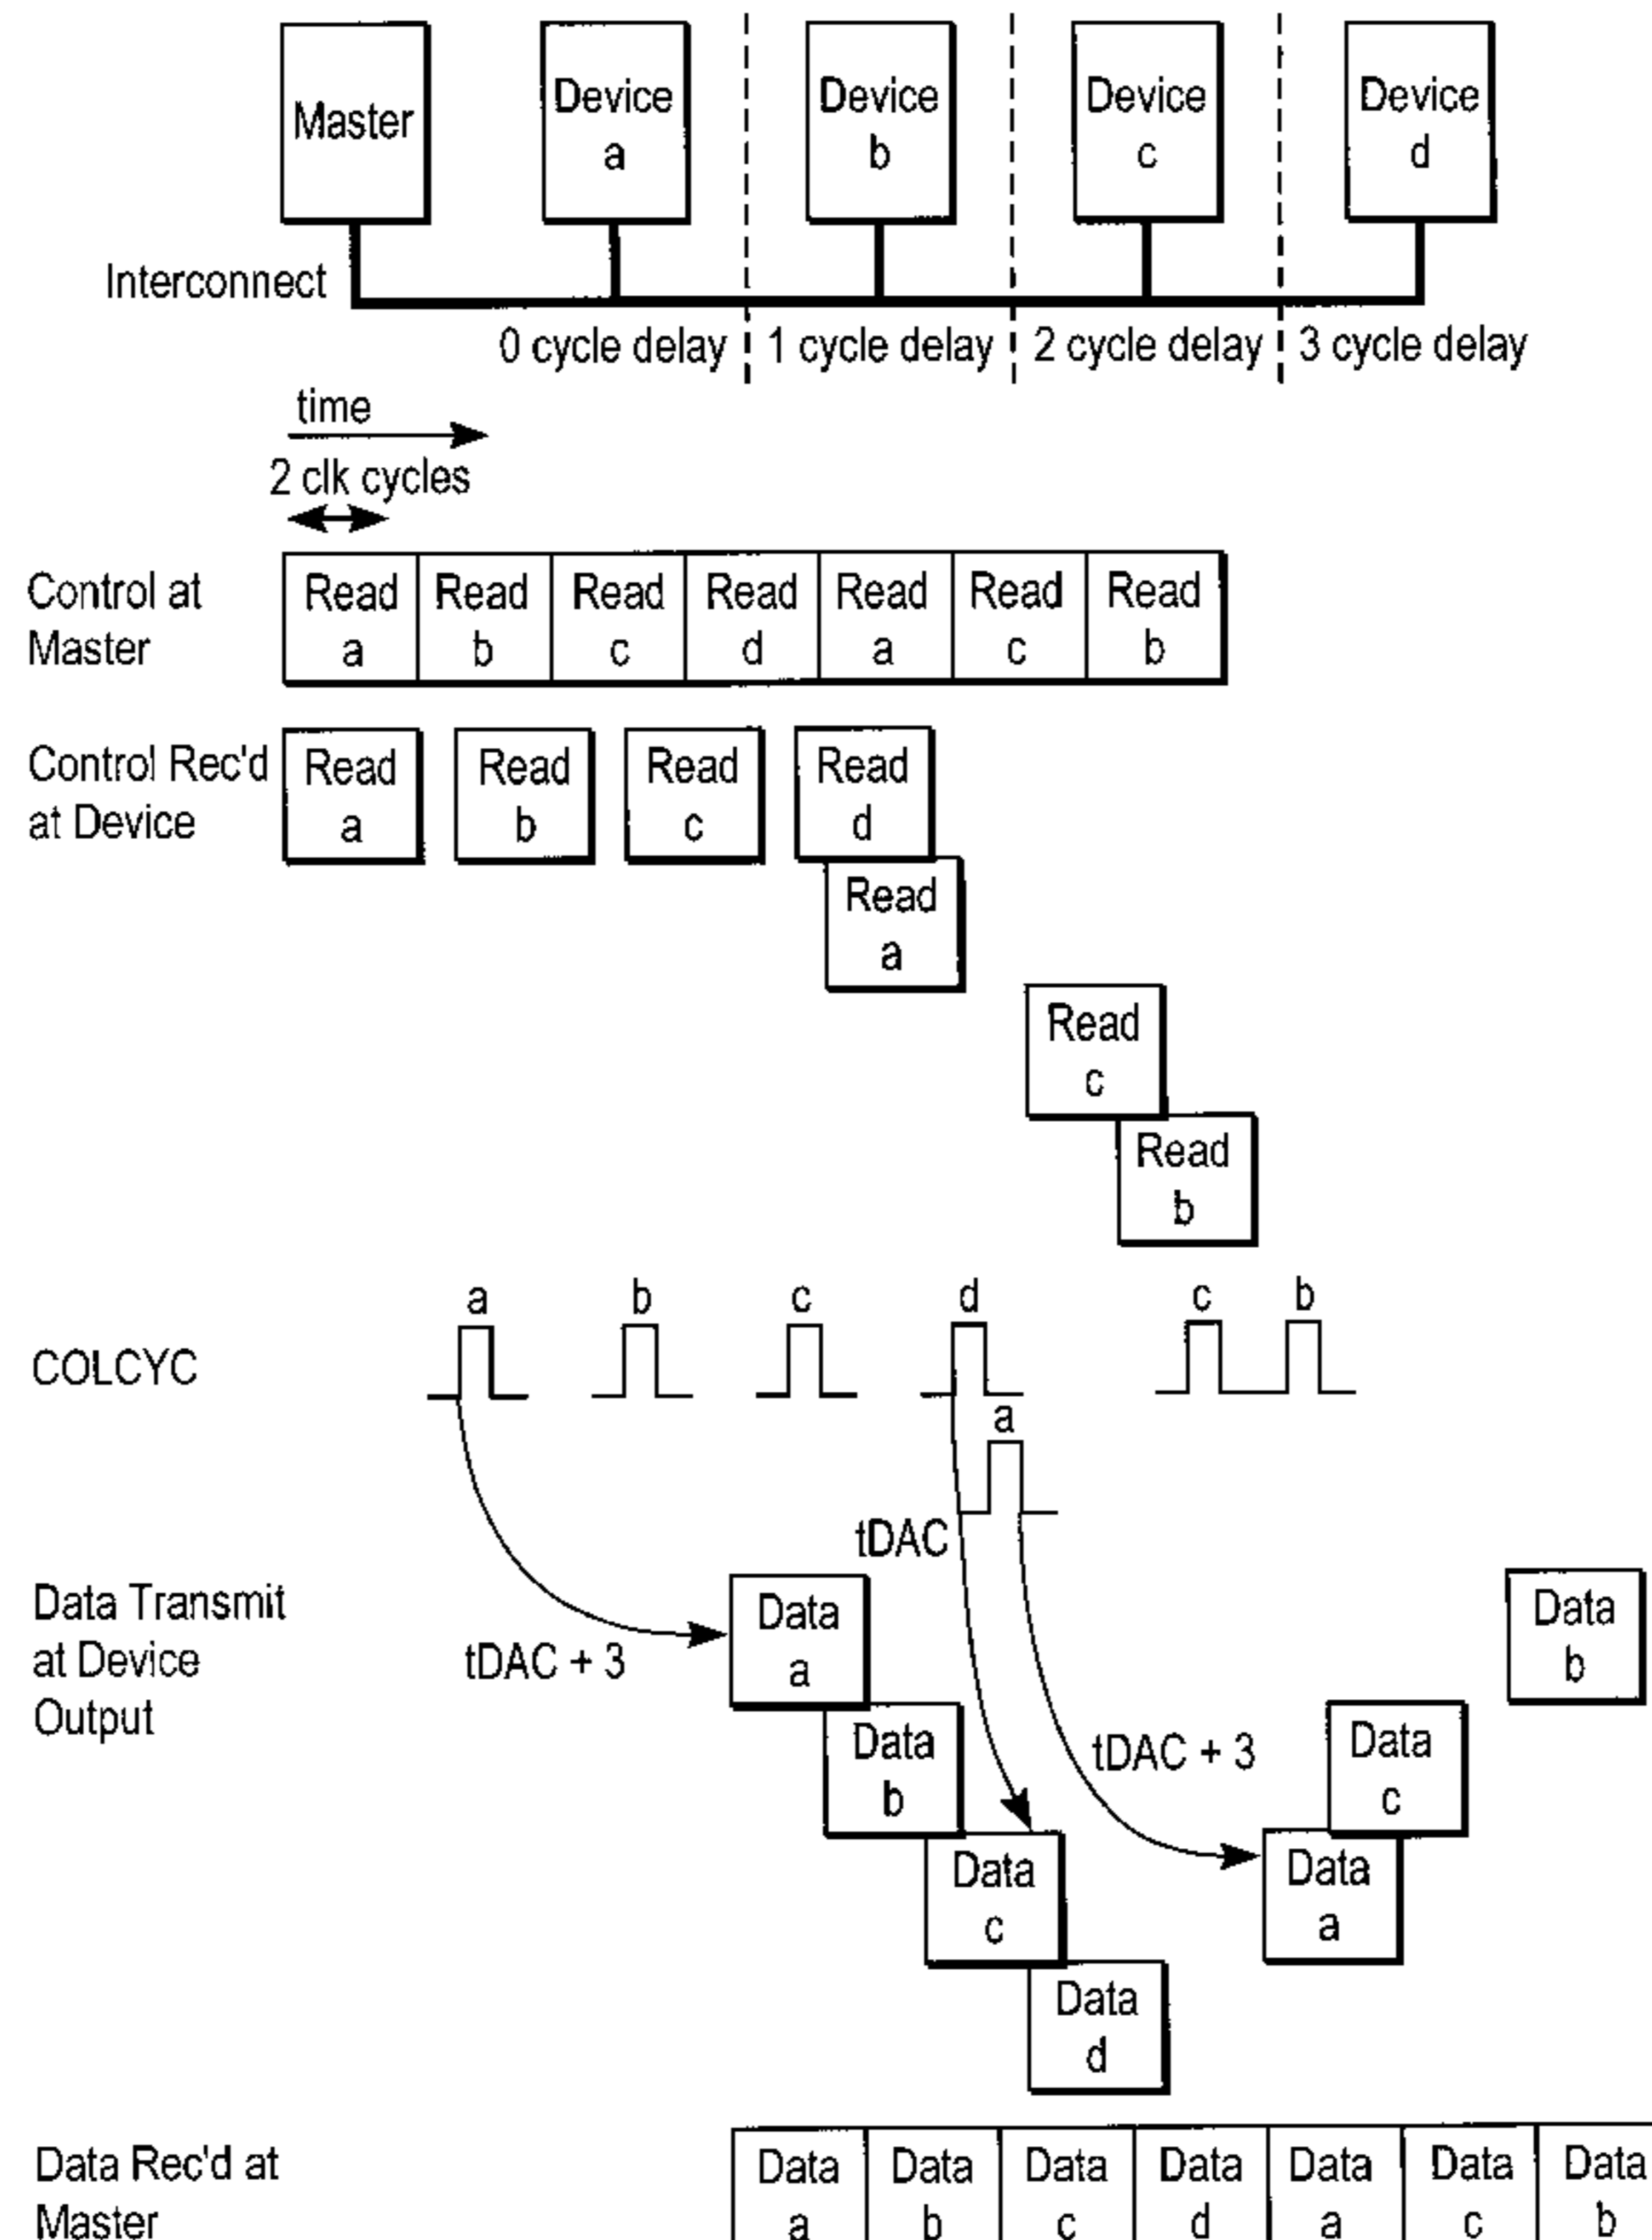 Master
Device
a
Device
b
Device
c
Device
d
Interconnect
0 cycle delay
1 cycle delay
2 cycle delay
3 cycle delay
time
2 clk cycles
Control at
Master
Read
a
Read
b
Read
c
Read
d
Read
a
Read
c
Read
b
Control Rec'd
at Device
Read
a
Read
b
Read
c
Read
d
Read
a
Read
c
Read
b
COLCYC
a
b
c
d
a
c
b
tDAC
Data Transmit
at Device
Output
tDAC + 3
Data
a
Data
b
Data
c
Data
d
tDAC + 3
Data
a
Data
c
Data
b
Data Rec'd at
Master
Data
a
Data
b
Data
c
Data
d
Data
a
Data
c
Data
b